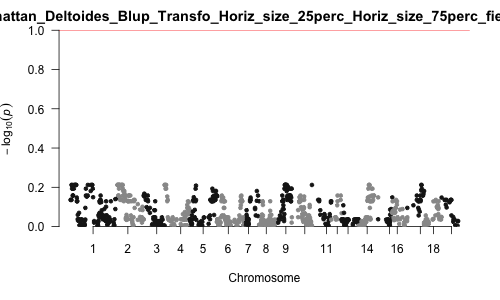 nattan_Deltoides_Blup_Transfo_Horiz_size_25perc_Horiz_size_75perc_fie
1.0
0.8
0.6
0.4
0.2
0.0
− log10(p)
1 2 3 4 5 6 7 8 9 11 14 16 18
Chromosome